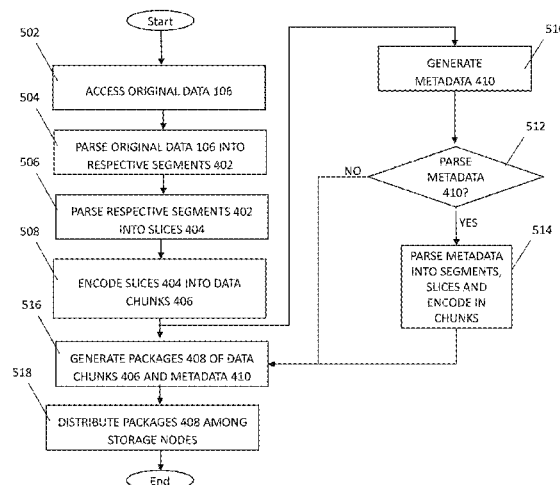 Start
502
ACCESS ORIGINAL DATA 106
504
PARSE ORIGINAL DATA 106 INTO
RESPECTIVE SEGMENTS 402
506
PARSE RESPECTIVE SEGMENTS 402
INTO SLICES 404
508
ENCODE SLICES 404 INTO DATA
CHUNKS 406
516
GENERATE PACKAGES 408 OF DATA
CHUNKS 406 AND METADATA 410
518
DISTRIBUTE PACKAGES 408 AMONG
STORAGE NODES
End
510
GENERATE
METADATA 410
512
PARSE
METADATA
410?
NO
YES
514
PARSE METADATA
INTO SEGMENTS,
SLICES AND
ENCODE IN
CHUNKS